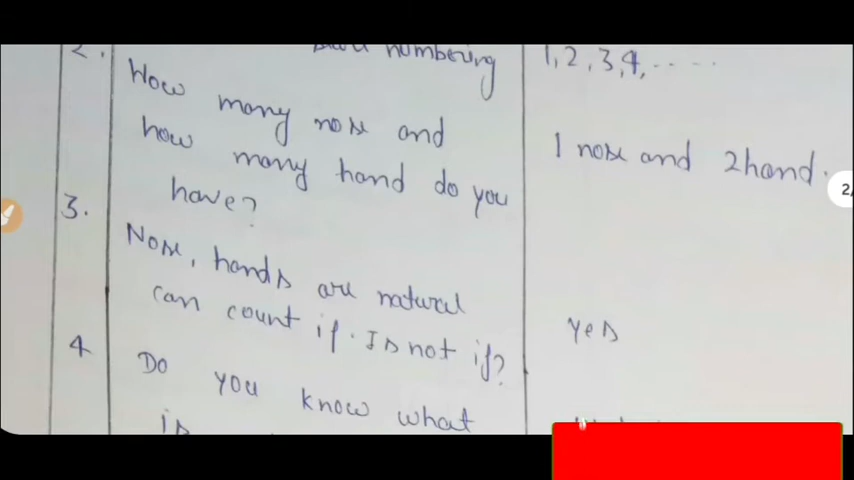 2. numbering 1, 2, 3, 4, .....
How many nose and
how many hand do you 1 nose and 2 hand.
have?
3.
Nose, hands are natural
can count it. Is not it? Yes
4 Do you know what
is
2/